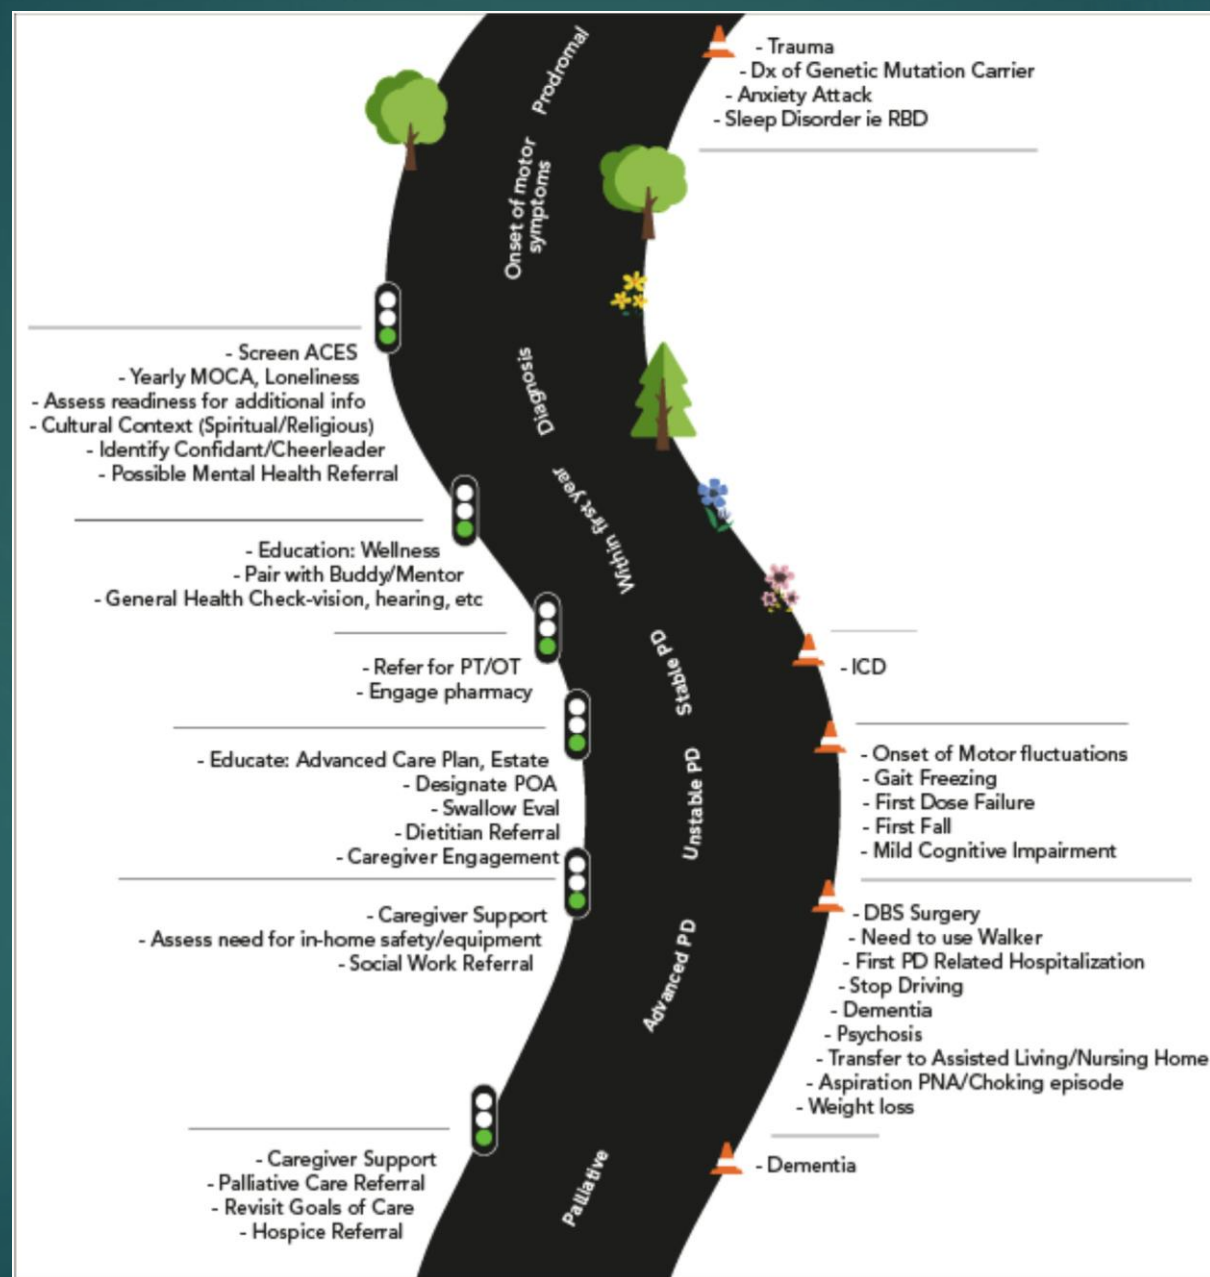 Prodromal
- Trauma
- Dx of Genetic Mutation Carrier
- Anxiety Attack
- Sleep Disorder ie RBD
Onset of motor
symptoms
Diagnosis
- Screen ACES
- Yearly MOCA, Loneliness
- Assess readiness for additional info
- Cultural Context (Spiritual/Religious)
- Identify Confidant/Cheerleader
- Possible Mental Health Referral
Within first year
- Education: Wellness
- Pair with Buddy/Mentor
- General Health Check-vision, hearing, etc
Stable PD
- Refer for PT/OT
- Engage pharmacy
- ICD
Unstable PD
- Educate: Advanced Care Plan, Estate
- Designate POA
- Swallow Eval
- Dietitian Referral
- Caregiver Engagement
- Onset of Motor fluctuations
- Gait Freezing
- First Dose Failure
- First Fall
- Mild Cognitive Impairment
Advanced PD
- Caregiver Support
- Assess need for in-home safety/equipment
- Social Work Referral
- DBS Surgery
- Need to use Walker
- First PD Related Hospitalization
- Stop Driving
- Dementia
- Psychosis
- Transfer to Assisted Living/Nursing Home
- Aspiration PNA/Choking episode
- Weight loss
Palliative
- Caregiver Support
- Palliative Care Referral
- Revisit Goals of Care
- Hospice Referral
- Dementia